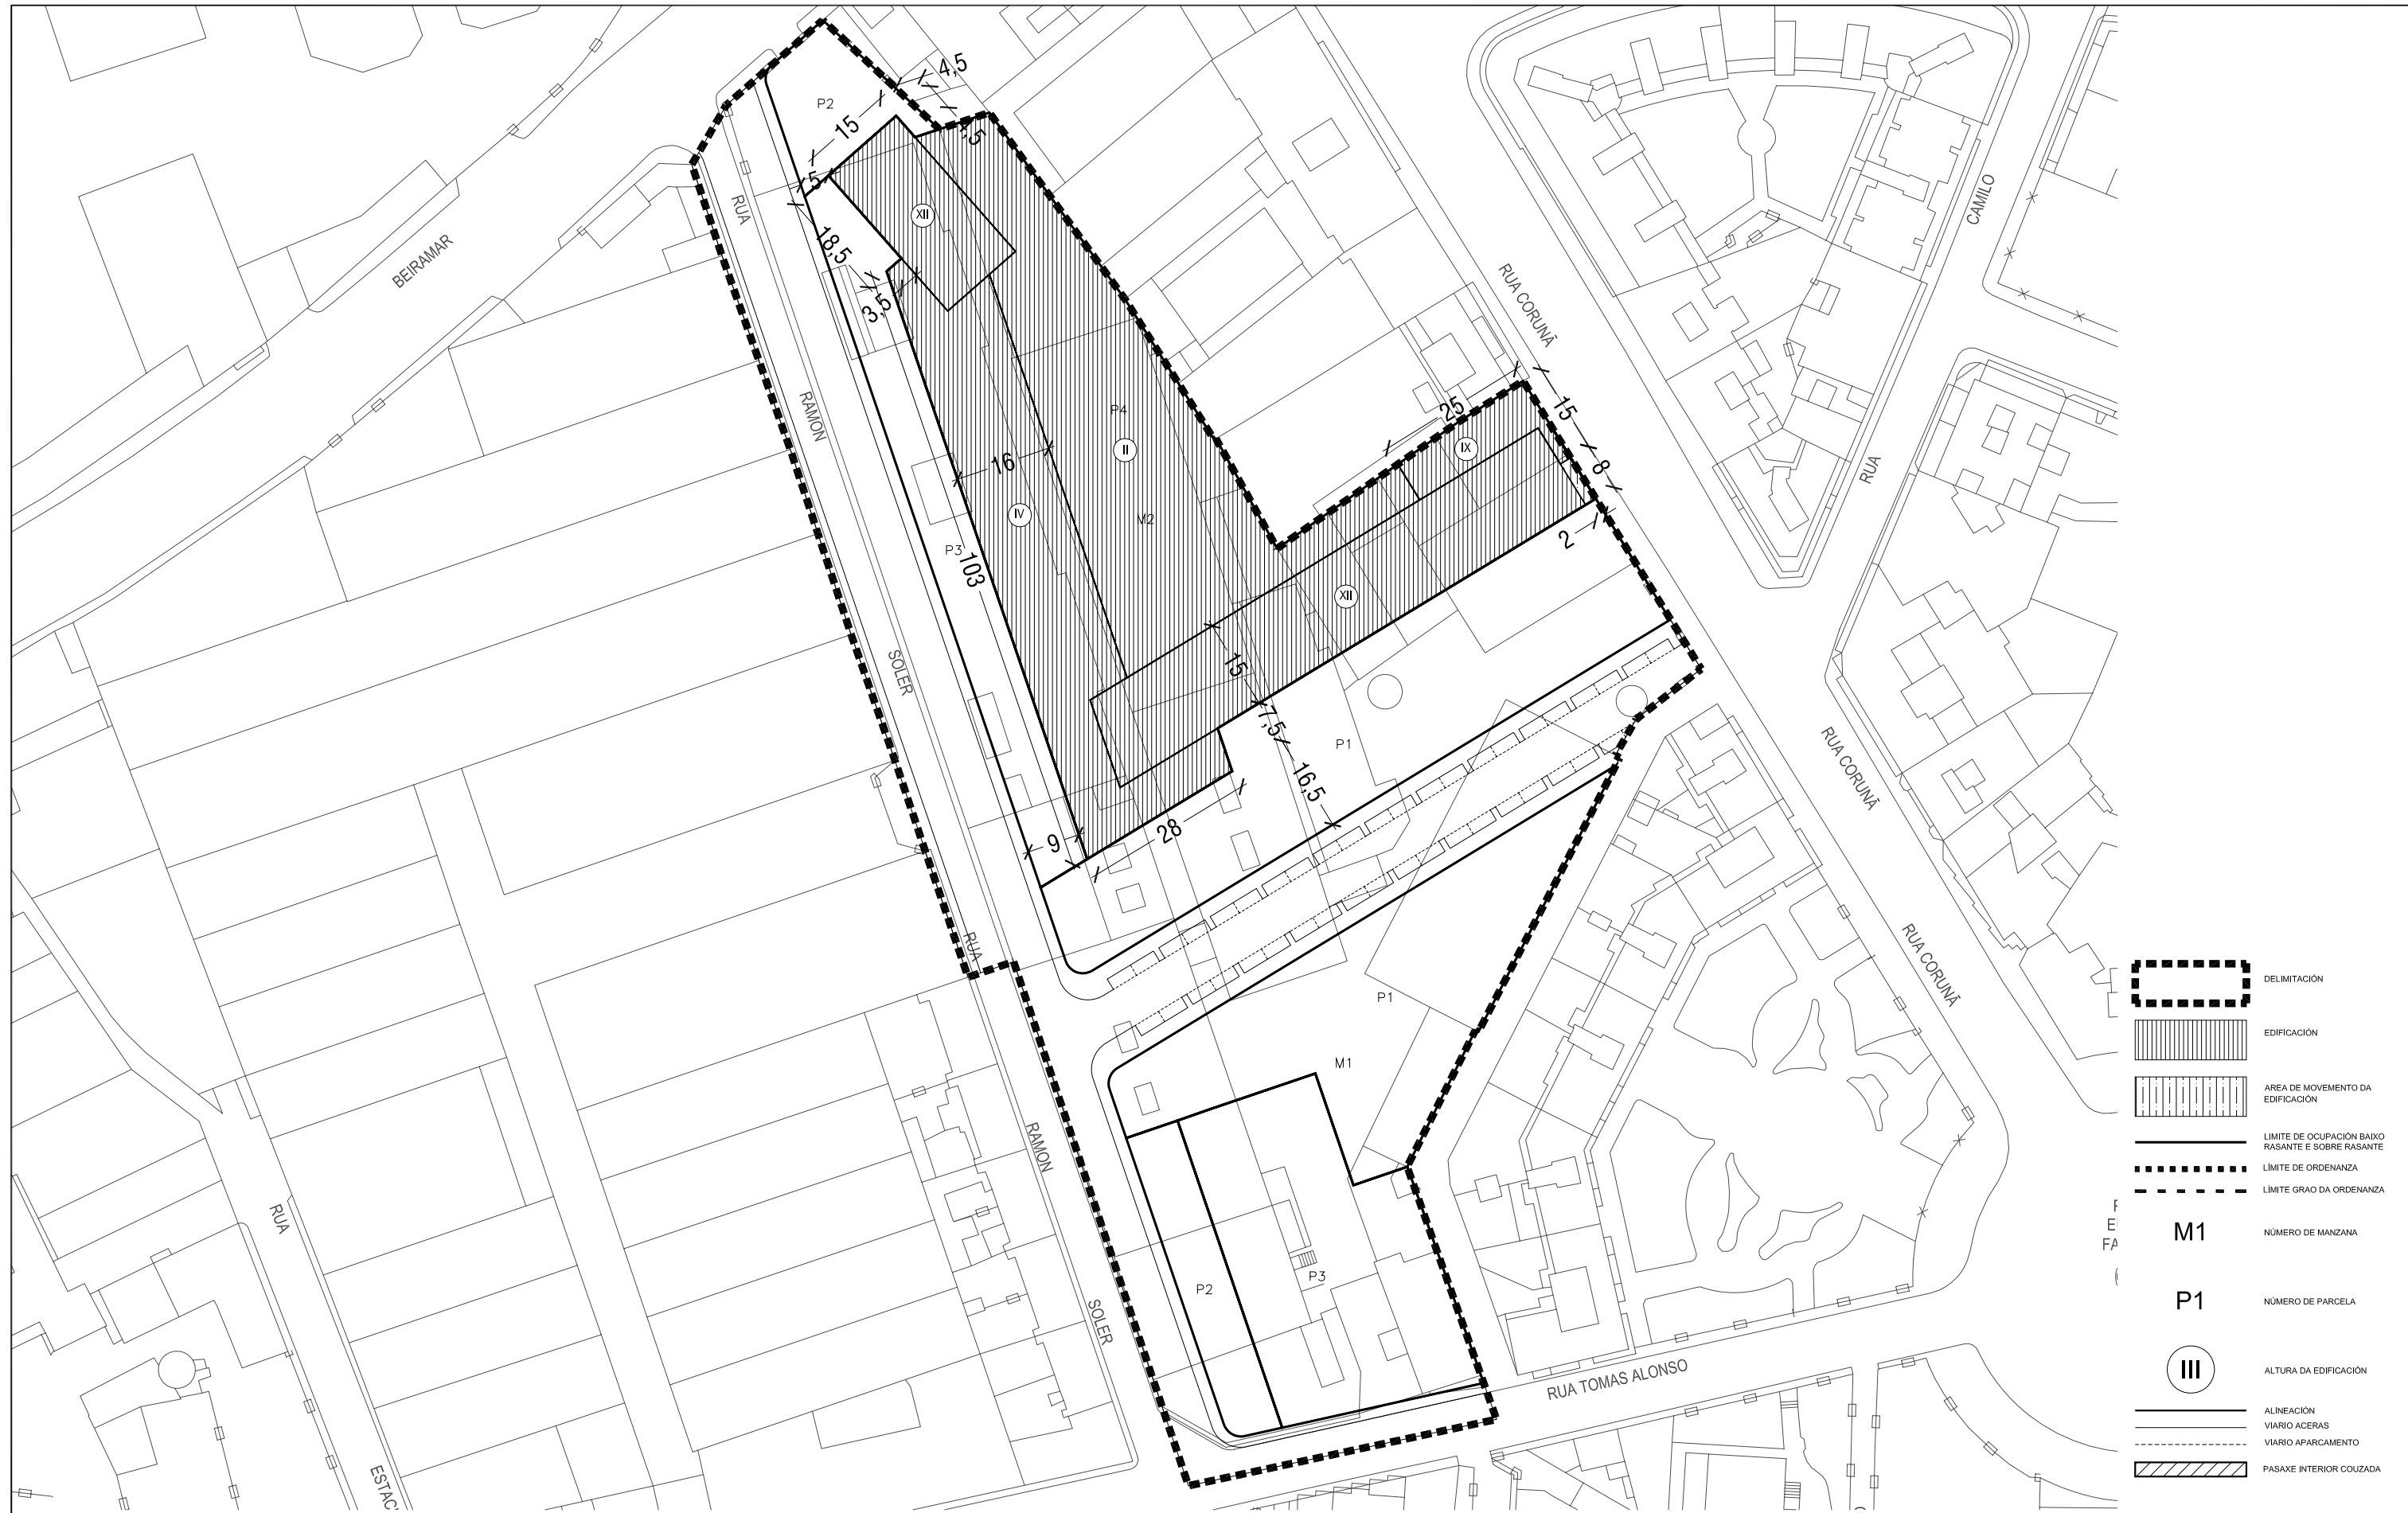 P2
15
4,5
4,5
5
18,5
3,5
XII
RUA
BEIRAMAR
RAMON
SOLER
CAMILO
RUA CORUNÃ
RUA
P4
II
25
IX
15
8
2
16
IV
M2
P3
103
XII
15
7,5
16,5
P1
28
9
RUA CORUNÃ
RUA CORUNÃ
RUA
P1
M1
RAMON
SOLER
P2
P3
RUA TOMAS ALONSO
RUA
DELIMITACIÓN
EDIFICACIÓN
AREA DE MOVEMENTO DA
EDIFICACIÓN
LIMITE DE OCUPACIÓN BAIXO
RASANTE E SOBRE RASANTE
LÍMITE DE ORDENANZA
LÍMITE GRAO DA ORDENANZA
M1
NÚMERO DE MANZANA
P1
NÚMERO DE PARCELA
III
ALTURA DA EDIFICACIÓN
ALINEACIÓN
VIARIO ACERAS
VIARIO APARCAMENTO
PASAXE INTERIOR COUZADA